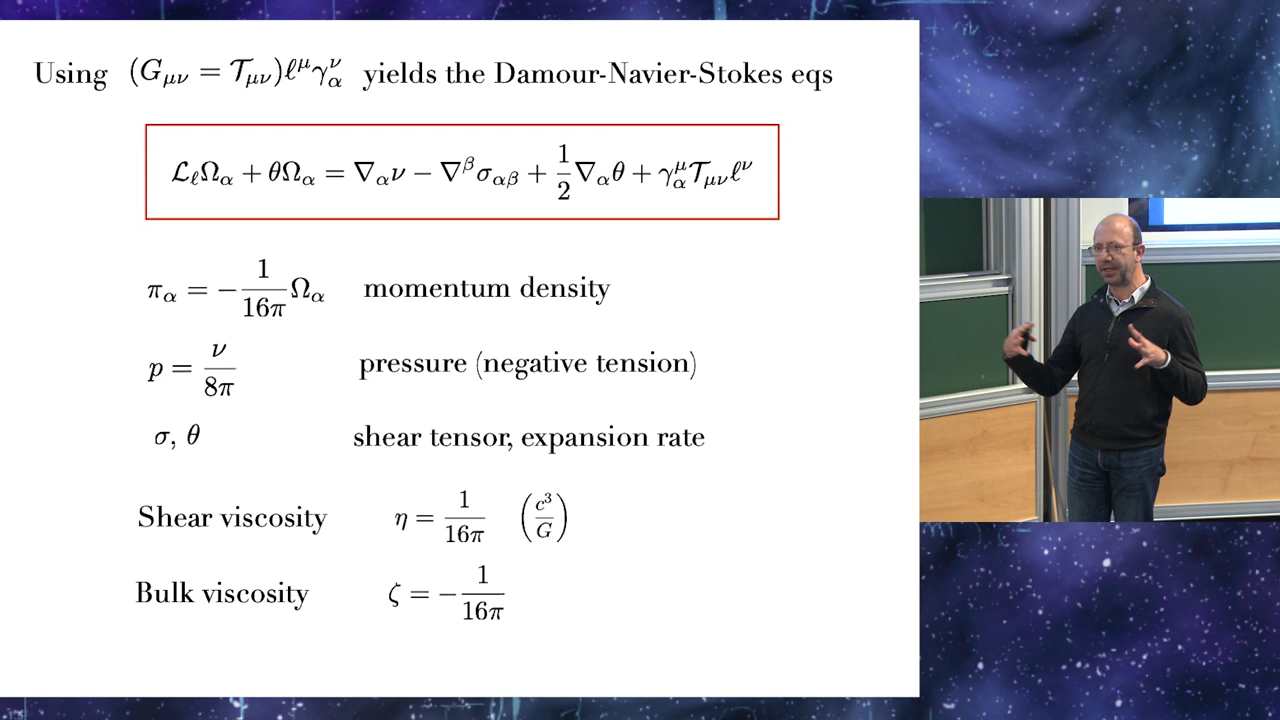 Using (G_{μν} = 𝒯_{μν})ℓ^μ γ^ν_α yields the Damour-Navier-Stokes eqs
ℒ_ℓ Ω_α + θΩ_α = ∇_α ν − ∇^β σ_{αβ} + 1/2 ∇_α θ + γ^μ_α 𝒯_{μν} ℓ^ν
π_α = − 1/16π Ω_α momentum density
p = ν/8π pressure (negative tension)
σ, θ shear tensor, expansion rate
Shear viscosity η = 1/16π (c³/G)
Bulk viscosity ζ = − 1/16π